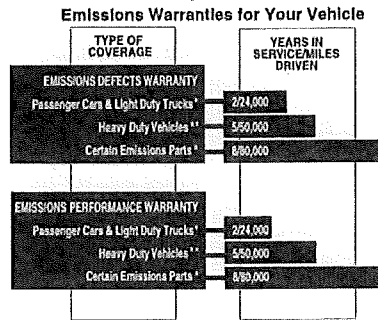 Emissions Warranties for Your Vehicle
TYPE OF
COVERAGE
YEARS IN
SERVICE/MILES
DRIVEN
EMISSIONS DEFECTS WARRANTY
Passenger Cars & Light Duty Trucks* 2/24,000
Heavy Duty Vehicles** 5/50,000
Certain Emissions Parts* 8/80,000
EMISSIONS PERFORMANCE WARRANTY
Passenger Cars & Light Duty Trucks* 2/24,000
Heavy Duty Vehicles** 5/50,000
Certain Emissions Parts* 8/80,000